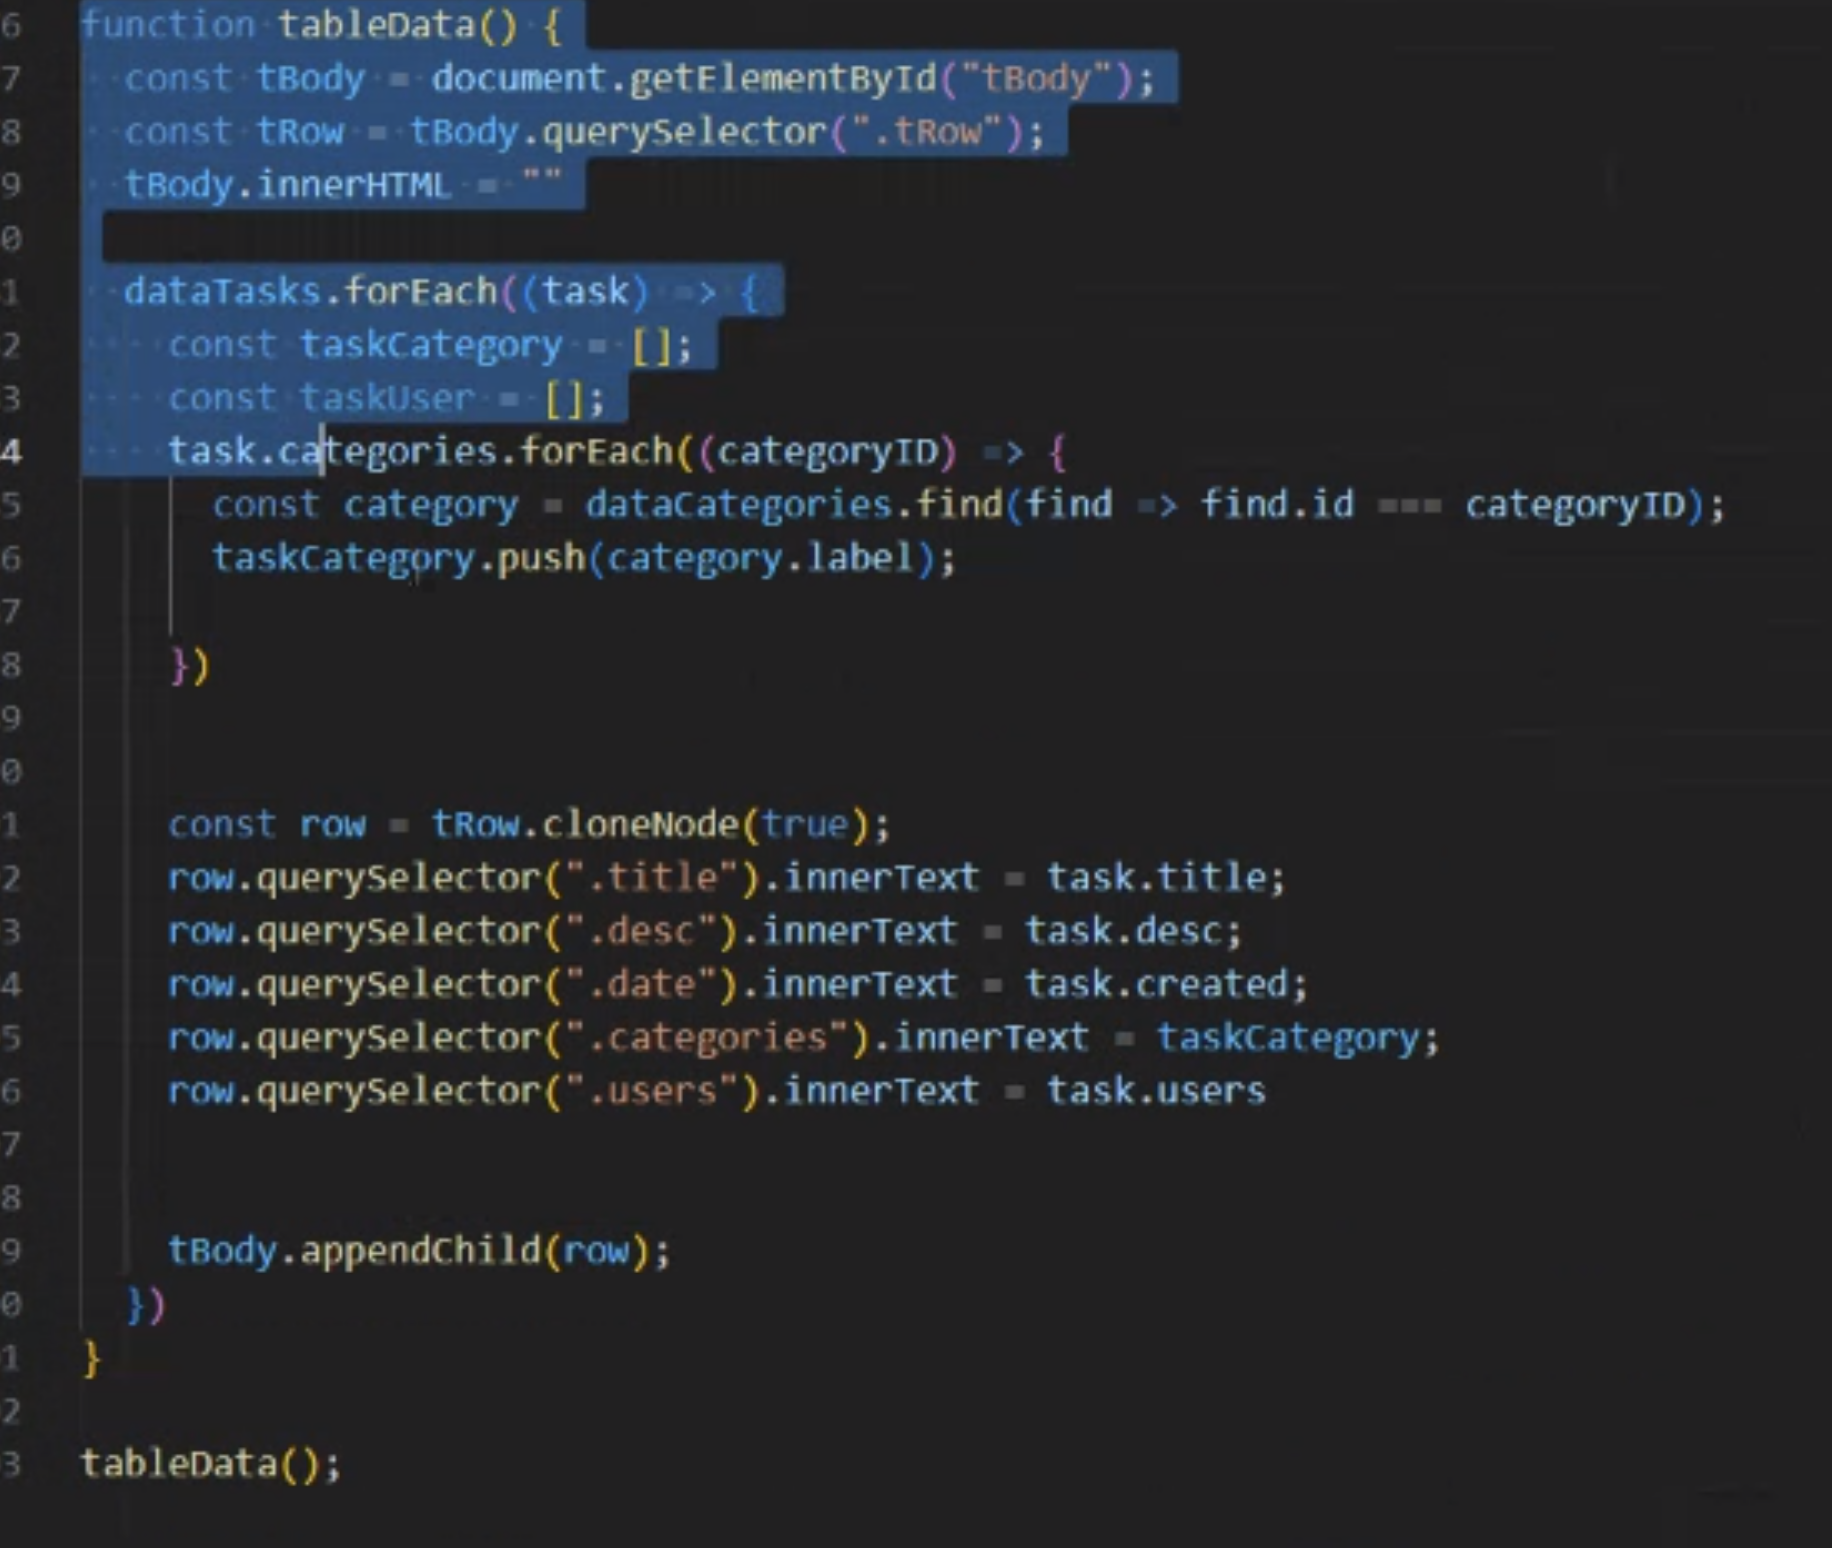 6 function tableData() {
7 const tBody = document.getElementById("tBody");
8 const tRow = tBody.querySelector(".tRow");
9 tBody.innerHTML = ""
0
1 dataTasks.forEach((task) => {
2 const taskCategory = [];
3 const taskUser = [];
4 task.categories.forEach((categoryID) => {
5 const category = dataCategories.find(find => find.id === categoryID);
6 taskCategory.push(category.label);
7
8 })
9
0
1 const row = tRow.cloneNode(true);
2 row.querySelector(".title").innerText = task.title;
3 row.querySelector(".desc").innerText = task.desc;
4 row.querySelector(".date").innerText = task.created;
5 row.querySelector(".categories").innerText = taskCategory;
6 row.querySelector(".users").innerText = task.users
7
8
9 tBody.appendChild(row);
0 })
1 }
2
3 tableData();